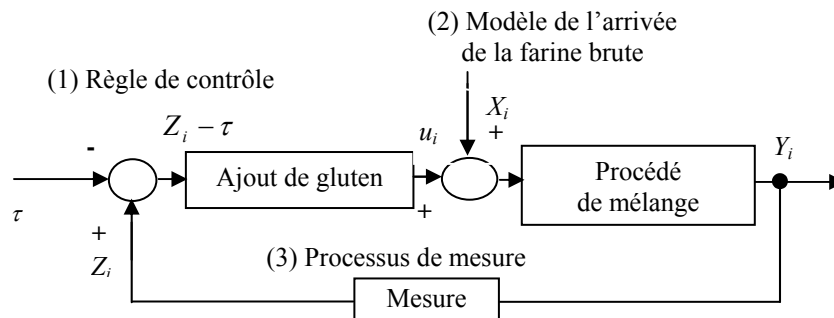 (2) Modèle de l'arrivée
de la farine brute
(1) Règle de contrôle
- Z_i − τ u_i X_i + Y_i
Ajout de gluten
Procédé
de mélange
τ + +
Z_i
(3) Processus de mesure
Mesure